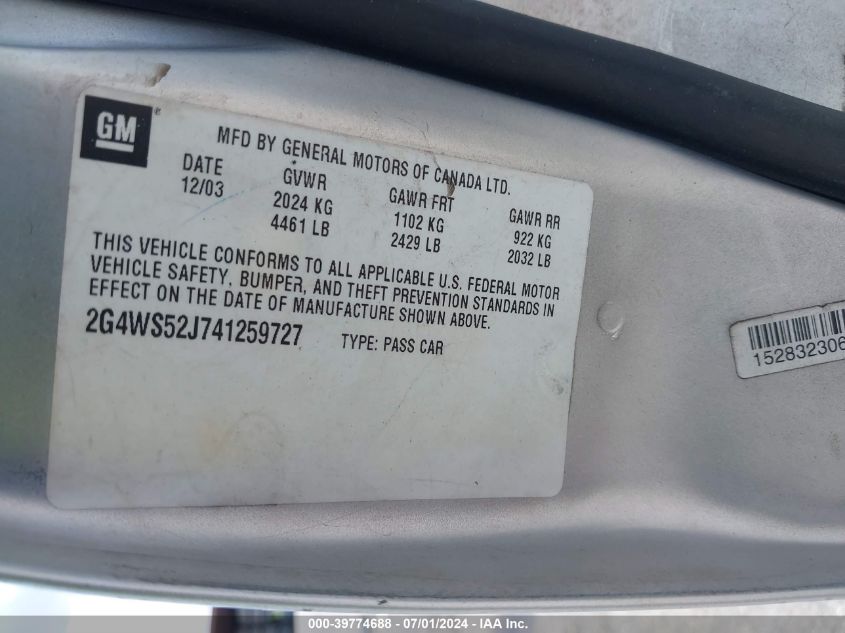 GM
MFD BY GENERAL MOTORS OF CANADA LTD.
DATE GVWR GAWR FRT GAWR RR
12/03 2024 KG 1102 KG 922 KG
4461 LB 2429 LB 2032 LB
THIS VEHICLE CONFORMS TO ALL APPLICABLE U.S. FEDERAL MOTOR
VEHICLE SAFETY, BUMPER, AND THEFT PREVENTION STANDARDS IN
EFFECT ON THE DATE OF MANUFACTURE SHOWN ABOVE.
2G4WS52J741259727 TYPE: PASS CAR
15283230
000-39774688 - 07/01/2024 - IAA Inc.